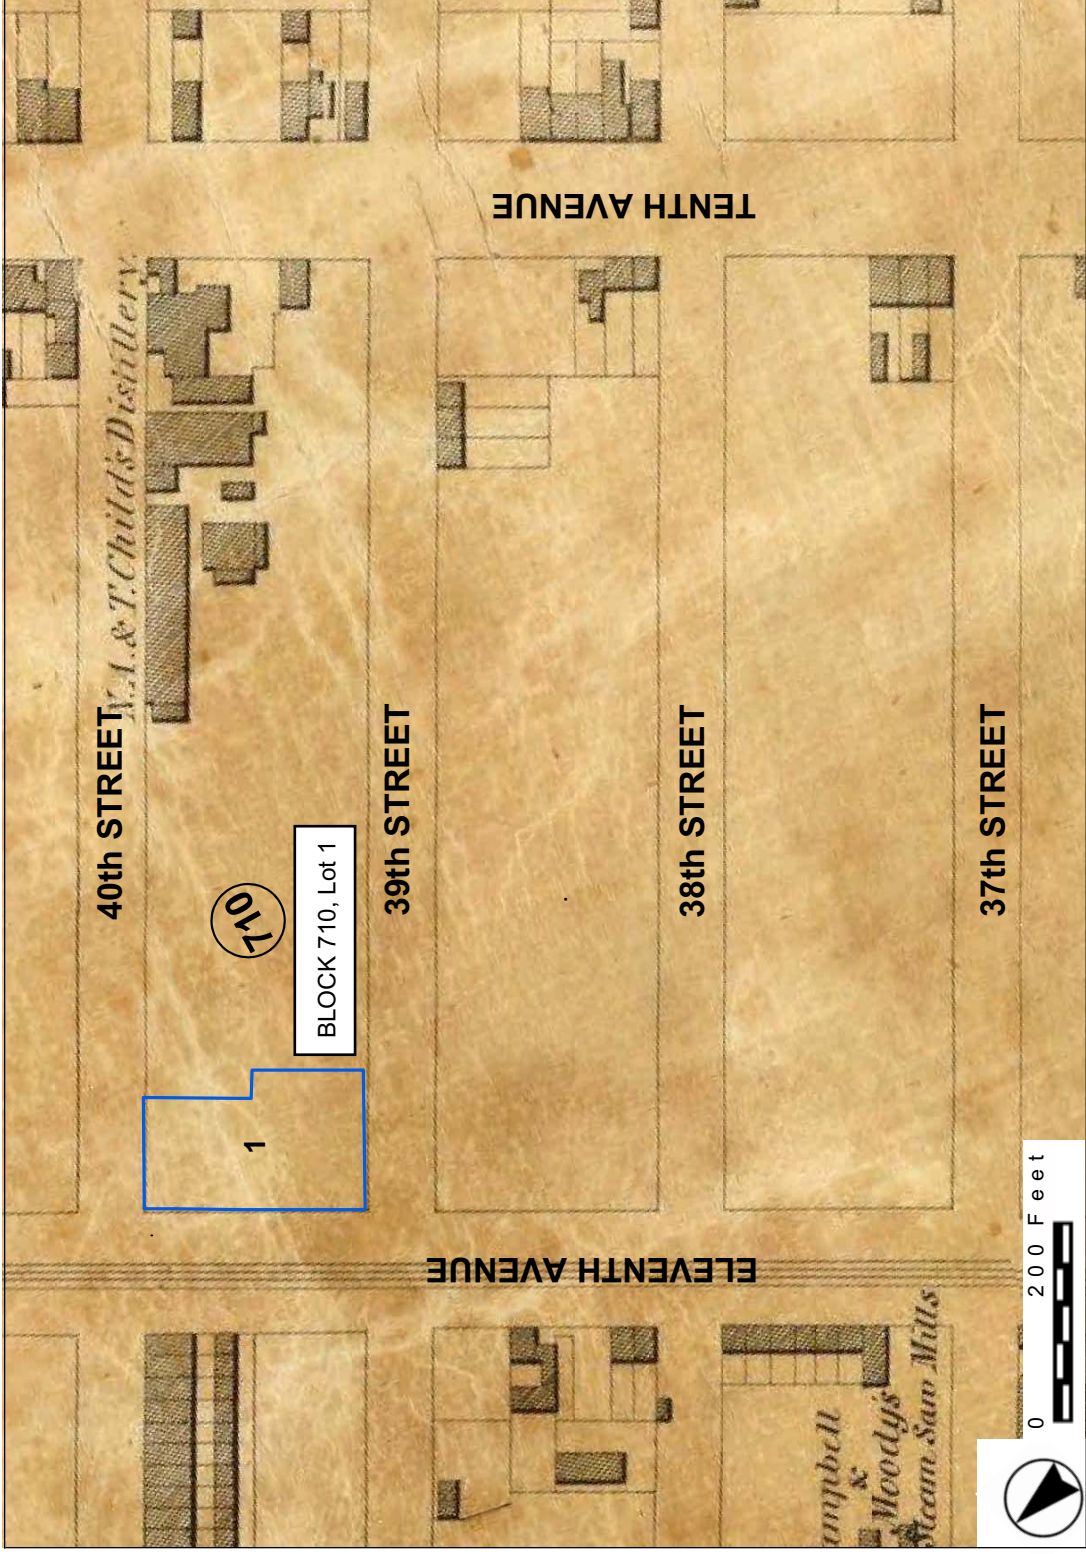 TENTH AVENUE
N.A. & T. Child's Distillery.
40th STREET
39th STREET
38th STREET
37th STREET
710
BLOCK 710, Lot 1
1
ELEVENTH AVENUE
ampbell
&
Moody's
Steam Saw Mills
0 200 Feet